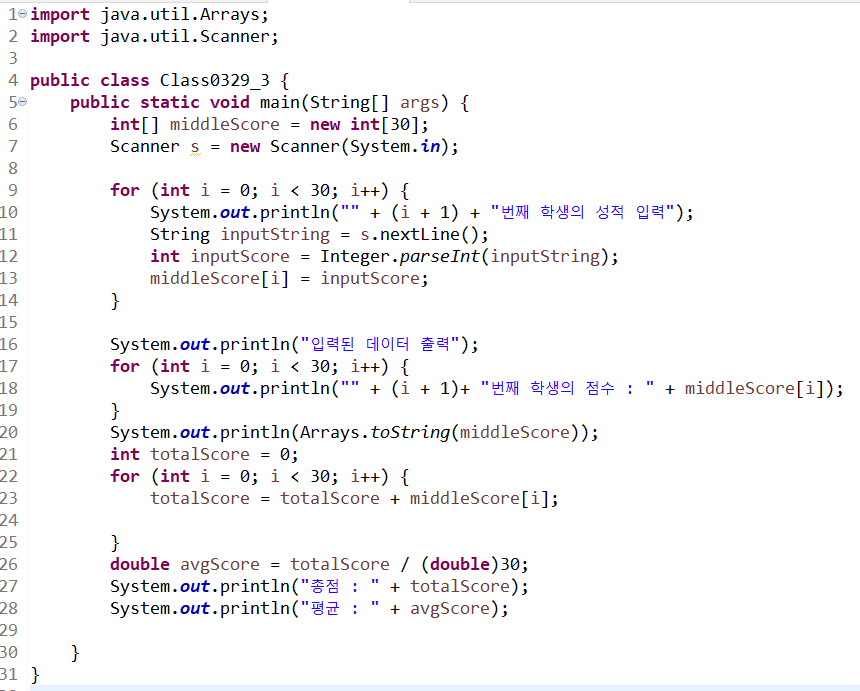 1 import java.util.Arrays;
2 import java.util.Scanner;
3
4 public class Class0329_3 {
5     public static void main(String[] args) {
6         int[] middleScore = new int[30];
7         Scanner s = new Scanner(System.in);
8
9         for (int i = 0; i < 30; i++) {
10             System.out.println("" + (i + 1) + "번째 학생의 성적 입력");
11             String inputString = s.nextLine();
12             int inputScore = Integer.parseInt(inputString);
13             middleScore[i] = inputScore;
14         }
15
16         System.out.println("입력된 데이터 출력");
17         for (int i = 0; i < 30; i++) {
18             System.out.println("" + (i + 1)+ "번째 학생의 점수 : " + middleScore[i]);
19         }
20         System.out.println(Arrays.toString(middleScore));
21         int totalScore = 0;
22         for (int i = 0; i < 30; i++) {
23             totalScore = totalScore + middleScore[i];
24
25         }
26         double avgScore = totalScore / (double)30;
27         System.out.println("총점 : " + totalScore);
28         System.out.println("평균 : " + avgScore);
29
30     }
31 }